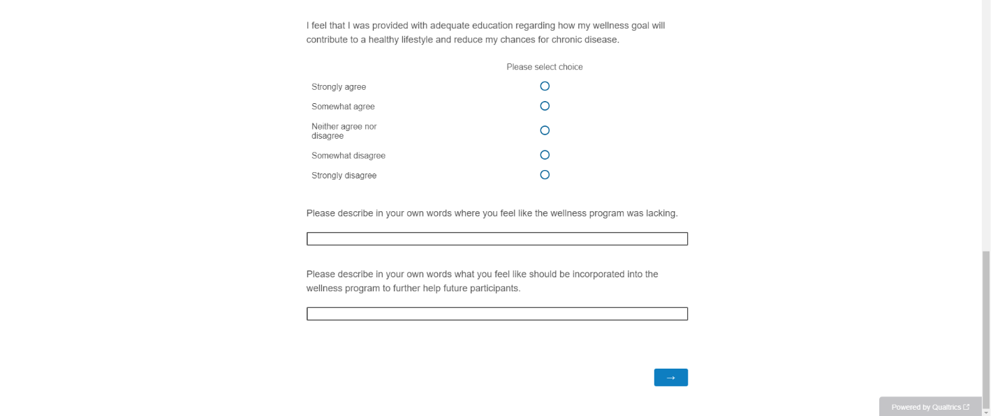 I feel that I was provided with adequate education regarding how my wellness goal will
contribute to a healthy lifestyle and reduce my chances for chronic disease.
Please select choice
Strongly agree
Somewhat agree
Neither agree nor
disagree
Somewhat disagree
Strongly disagree
Please describe in your own words where you feel like the wellness program was lacking.
Please describe in your own words what you feel like should be incorporated into the
wellness program to further help future participants.
→
Powered by Qualtrics